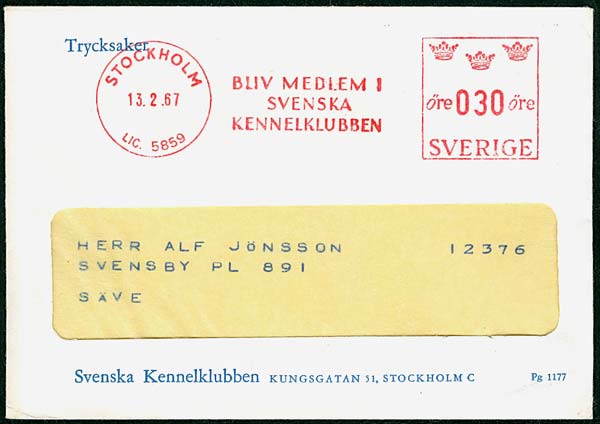 Trycksaker
STOCKHOLM
13.2.67
LIC. 5859
BLIV MEDLEM I
SVENSKA
KENNELKLUBBEN
öre 030 öre
SVERIGE
HERR ALF JÖNSSON 12376
SVENSBY PL 891
SÄVE
Svenska Kennelklubben KUNGSGATAN 51, STOCKHOLM C Pg 1177